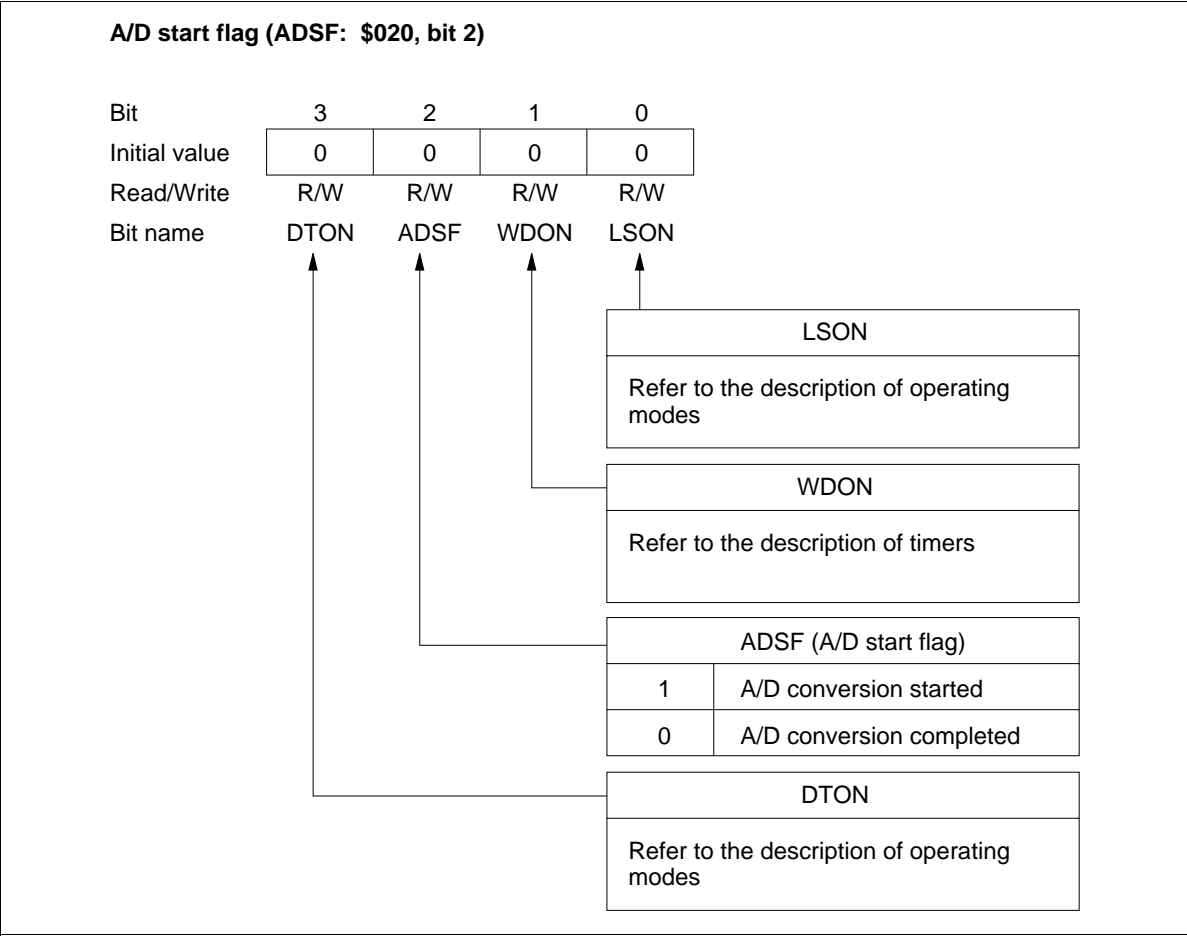 A/D start flag (ADSF: $020, bit 2)
Bit 3 2 1 0
Initial value 0 0 0 0
Read/Write R/W R/W R/W R/W
Bit name DTON ADSF WDON LSON
LSON
Refer to the description of operating
modes
WDON
Refer to the description of timers
ADSF (A/D start flag)
1 A/D conversion started
0 A/D conversion completed
DTON
Refer to the description of operating
modes